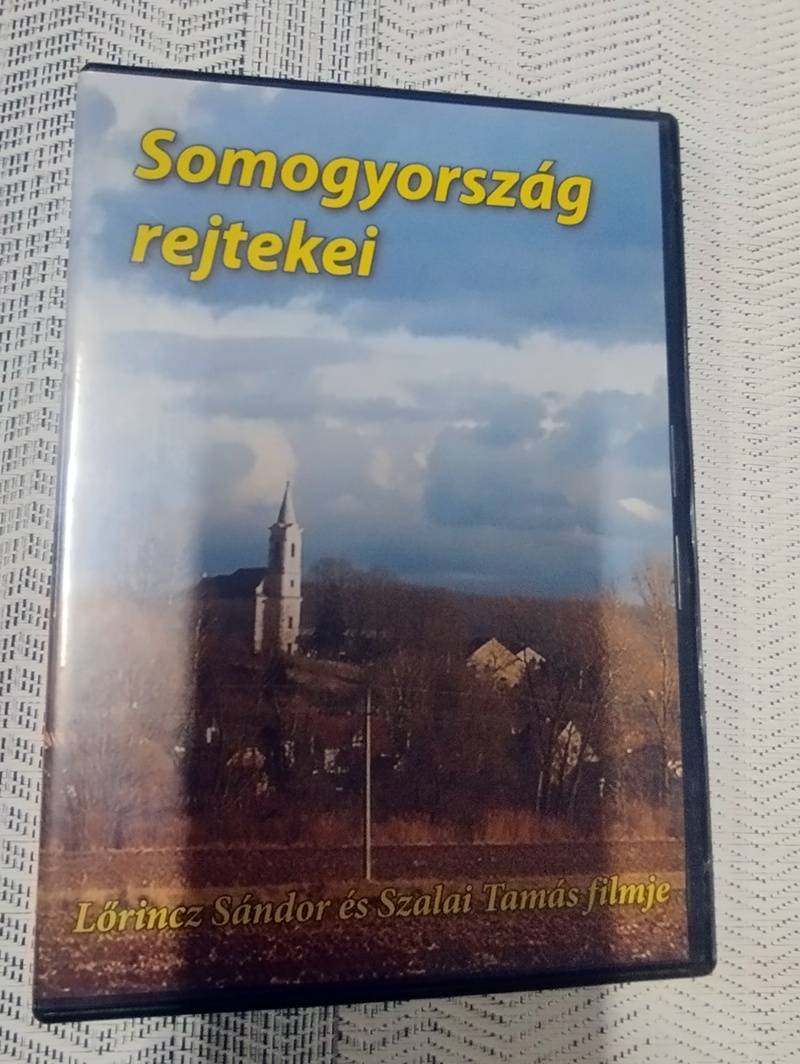 Somogyország
rejtekei
Lőrincz Sándor és Szalai Tamás filmje